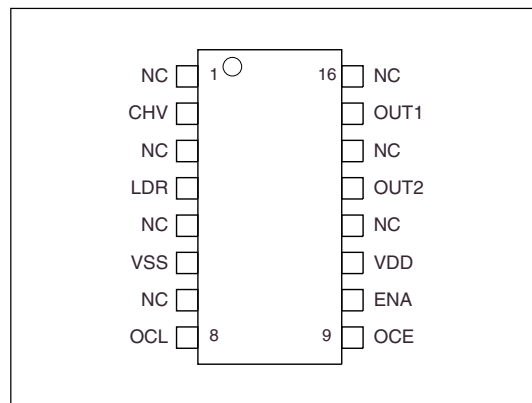 NC 1 16 NC
CHV OUT1
NC NC
LDR OUT2
NC NC
VSS VDD
NC ENA
OCL 8 9 OCE